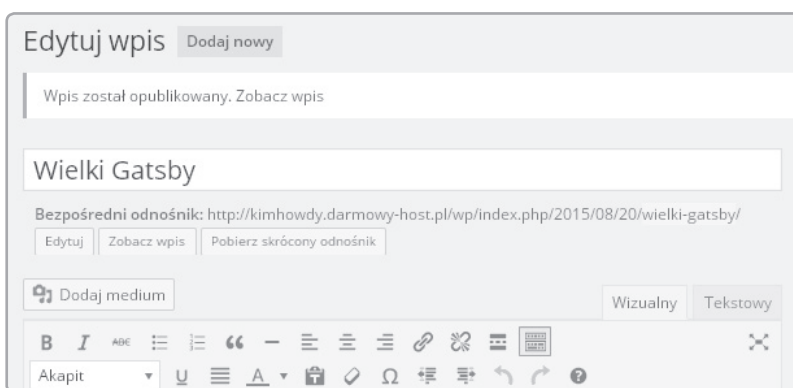 Edytuj wpis Dodaj nowy
Wpis został opublikowany. Zobacz wpis
Wielki Gatsby
Bezpośredni odnośnik: http://kimhowdy.darmowy-host.pl/wp/index.php/2015/08/20/wielki-gatsby/
Edytuj Zobacz wpis Pobierz skrócony odnośnik
Dodaj medium Wizualny Tekstowy
B I ABC
Akapit U A Ω